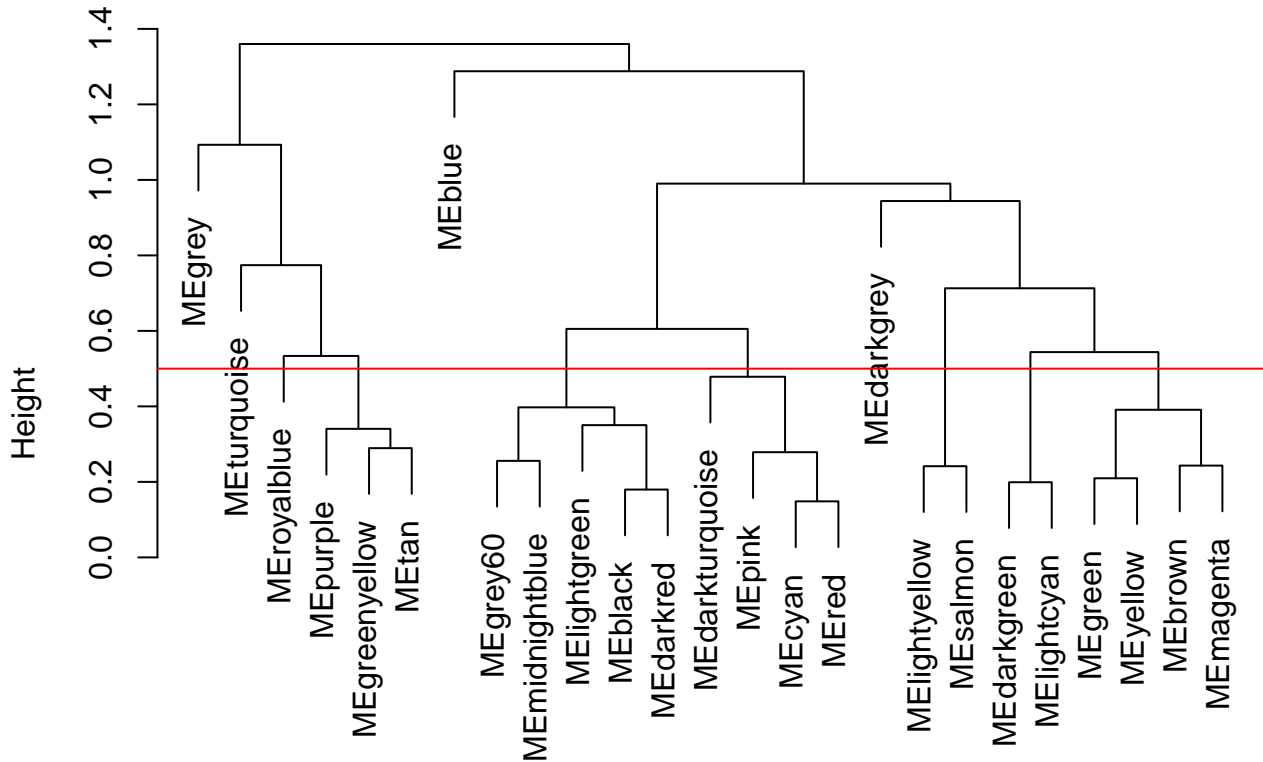 Height
1.4
1.2
1.0
0.8
0.6
0.4
0.2
0.0
MEgrey
MEturquoise
MEroyalblue
MEpurple
MEgreenyellow
MEtan
MEblue
MEgrey60
MEmidnightblue
MElightgreen
MEblack
MEdarkred
MEdarkturquoise
MEpink
MEcyan
MEred
MEdarkgrey
MElightyellow
MEsalmon
MEdarkgreen
MElightcyan
MEgreen
MEyellow
MEbrown
MEmagenta